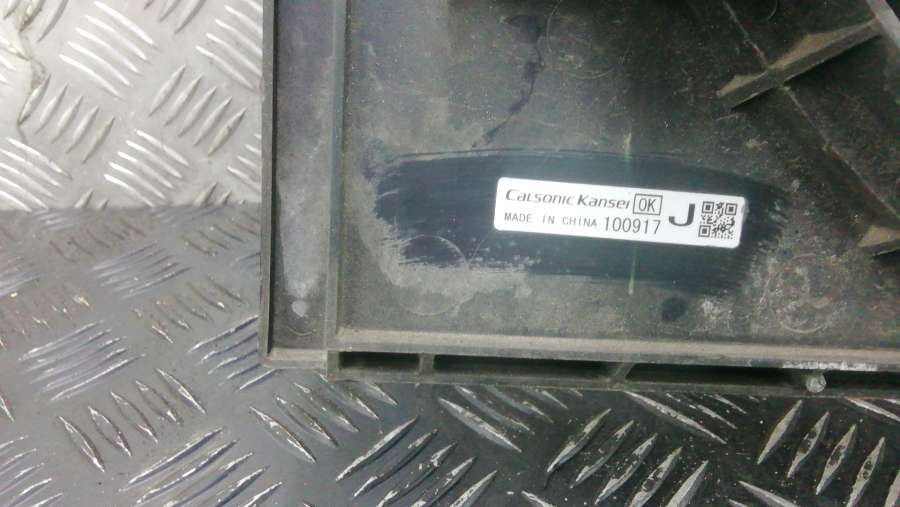 Calsonic Kansei OK J
MADE IN CHINA 100917